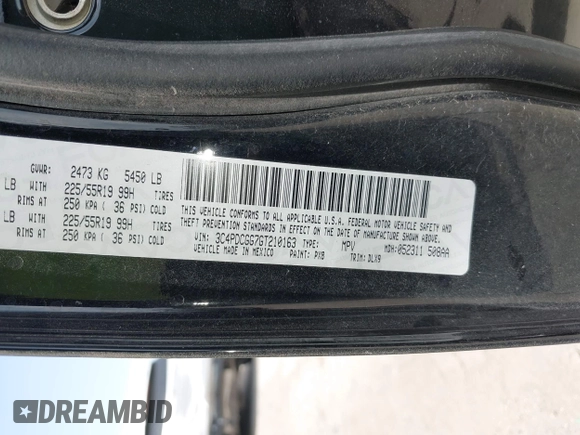 GVWR: 2473 KG 5450 LB
LB WITH 225/55R19 99H TIRES
RIMS AT 250 KPA ( 36 PSI) COLD
LB WITH 225/55R19 99H TIRES
RIMS AT 250 KPA ( 36 PSI) COLD
THIS VEHICLE CONFORMS TO ALL APPLICABLE U.S.A. FEDERAL MOTOR VEHICLE SAFETY AND
THEFT PREVENTION STANDARDS IN EFFECT ON THE DATE OF MANUFACTURE SHOWN ABOVE.
VIN: 3C4PDCGG7GT210163 TYPE: MPV MDH:052311 508AA
VEHICLE MADE IN MEXICO PAINT: PXB TRIM: DLX9
DREAMBID